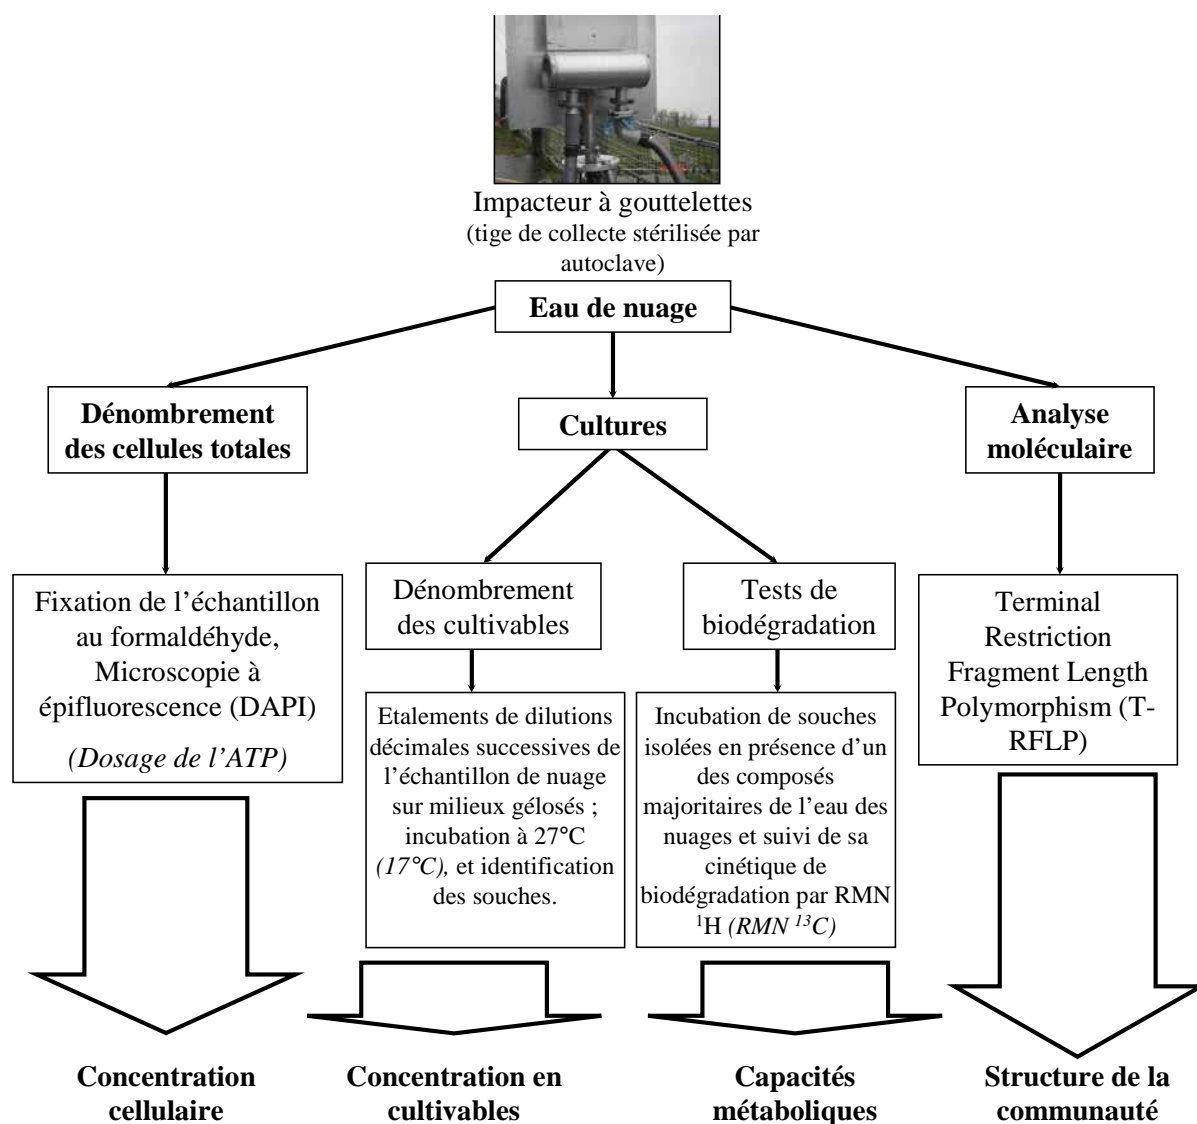 Impacteur à gouttelettes
(tige de collecte stérilisée par
autoclave)
Eau de nuage
Dénombrement
des cellules totales
Cultures
Analyse
moléculaire
Fixation de l’échantillon
au formaldéhyde,
Microscopie à
épifluorescence (DAPI)
(Dosage de l’ATP)
Dénombrement
des cultivables
Tests de
biodégradation
Terminal
Restriction
Fragment Length
Polymorphism (T-
RFLP)
Etalements de dilutions
décimales successives de
l’échantillon de nuage
sur milieux gélosés ;
incubation à 27°C
(17°C), et identification
des souches.
Incubation de souches
isolées en présence d’un
des composés
majoritaires de l’eau des
nuages et suivi de sa
cinétique de
biodégradation par RMN
¹H (RMN ¹³C)
Concentration
cellulaire
Concentration en
cultivables
Capacités
métaboliques
Structure de la
communauté